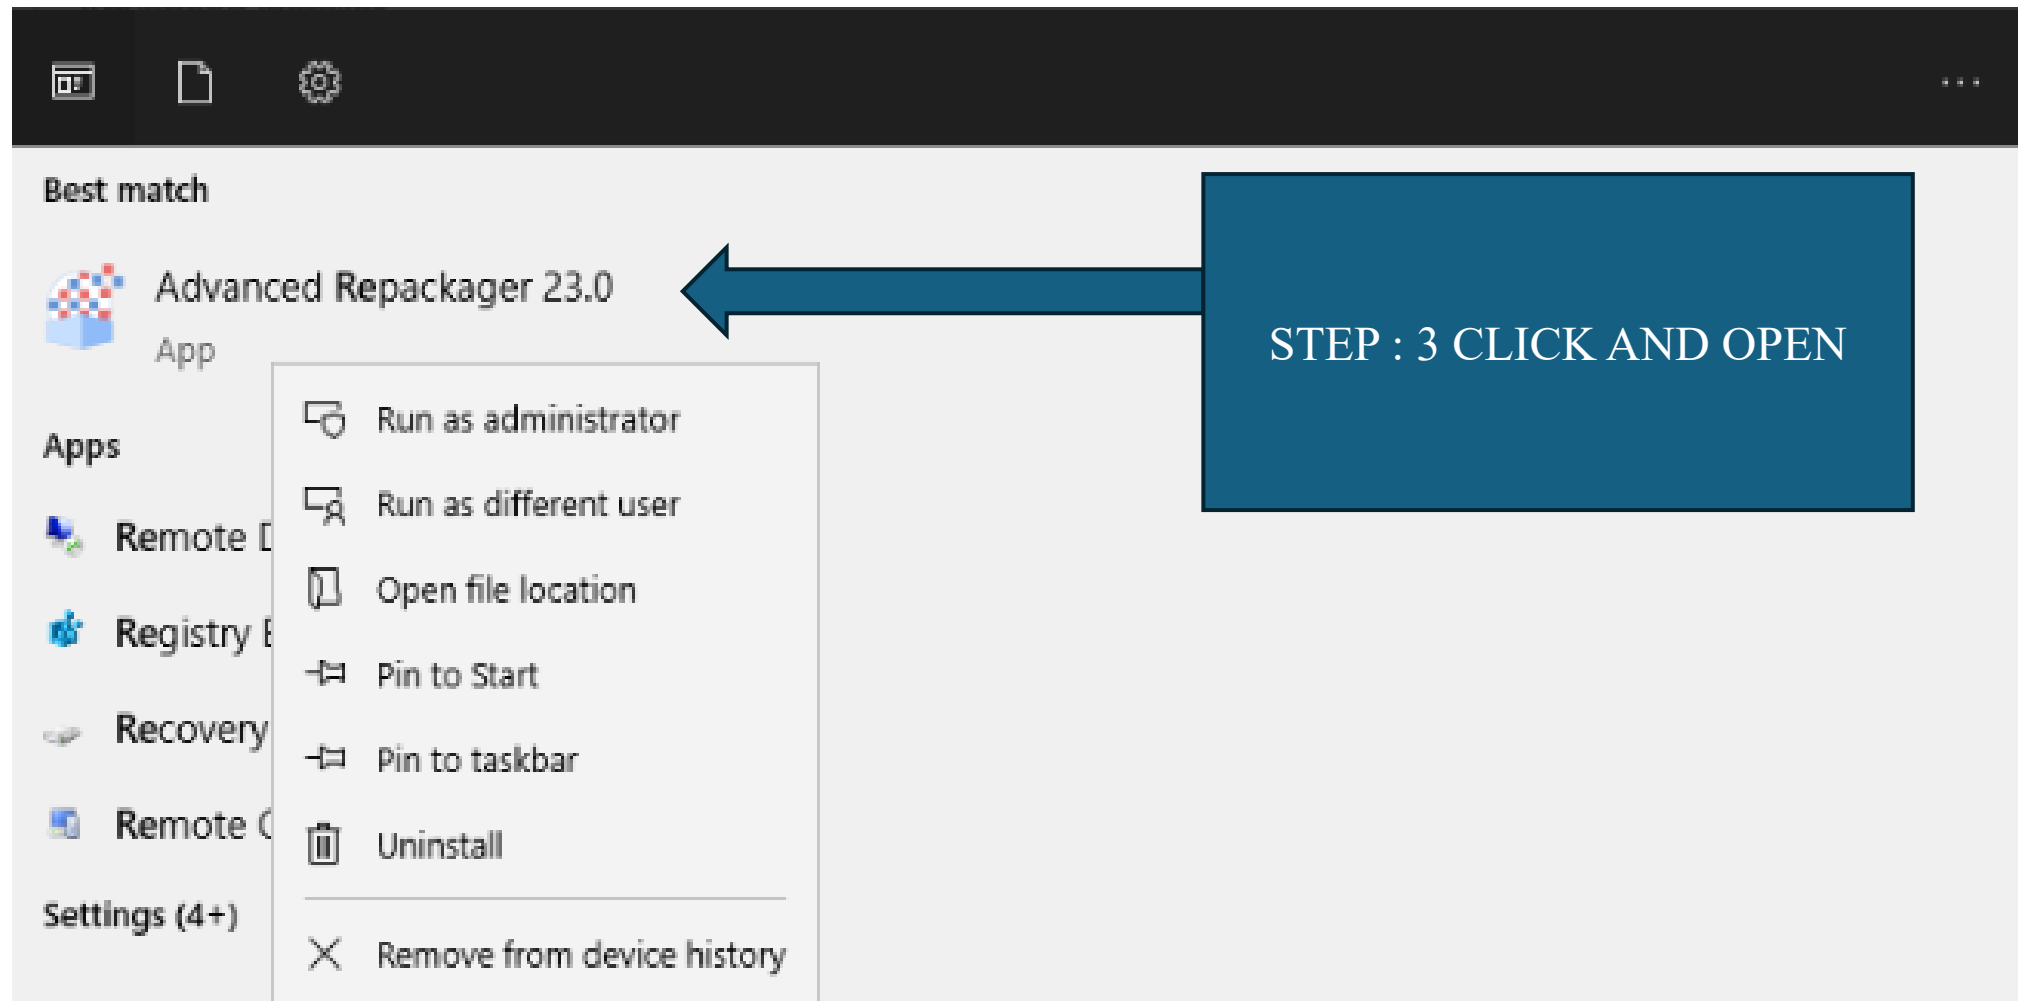 Best match
Advanced Repackager 23.0
App
STEP : 3 CLICK AND OPEN
Apps
Remote
Registry
Recovery
Remote
Settings (4+)
Run as administrator
Run as different user
Open file location
Pin to Start
Pin to taskbar
Uninstall
Remove from device history